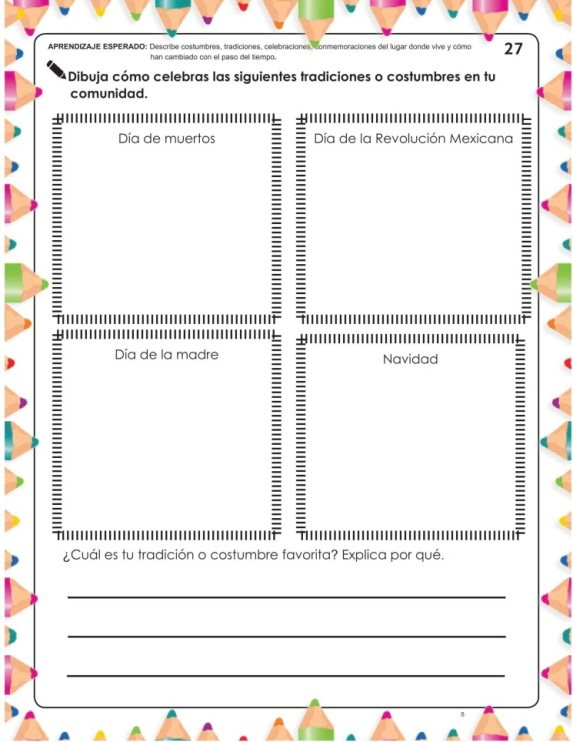 APRENDIZAJE ESPERADO: Describe costumbres, tradiciones, celebraciones, conmemoraciones del lugar donde vive y cómo
han cambiado con el paso del tiempo.
27
Dibuja cómo celebras las siguientes tradiciones o costumbres en tu
comunidad.
Día de muertos
Día de la Revolución Mexicana
Día de la madre
Navidad
¿Cuál es tu tradición o costumbre favorita? Explica por qué.